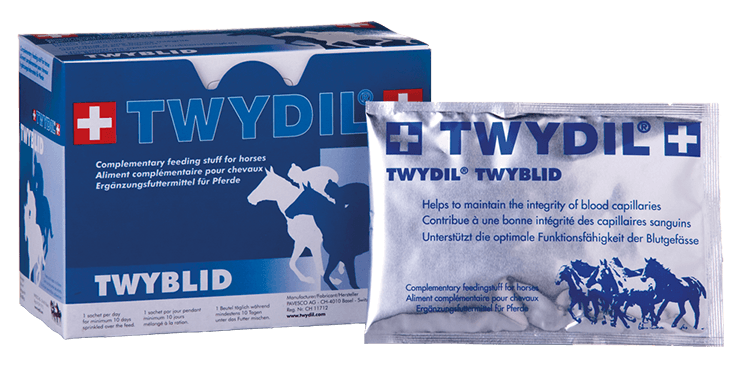 TWYDIL®
Complementary feeding stuff for horses
Aliment complémentaire pour chevaux
Ergänzungsfuttermittel für Pferde
TWYBLID
1 sachet per day
for minimum 10 days
sprinkled over the feed.
1 sachet par jour pendant
minimum 10 jours
mélangé à la ration.
1 Beutel täglich während
mindestens 10 Tagen
unter das Futter mischen.
Manufacturer/Fabricant/Hersteller
PAVESCO AG - CH-4010 Basel -
Reg. Nr. CH 11712
www.twydil.com
TWYDIL
TWYBLID
TWYDIL®
TWYDIL® TWYBLID
Helps to maintain the integrity of blood capillaries
Contribue à une bonne intégrité des capillaires sanguins
Unterstützt die optimale Funktionsfähigkeit der Blutgefässe
Complementary feedingstuff for horses
Aliment complémentaire pour chevaux
Ergänzungsfuttermittel für Pferde